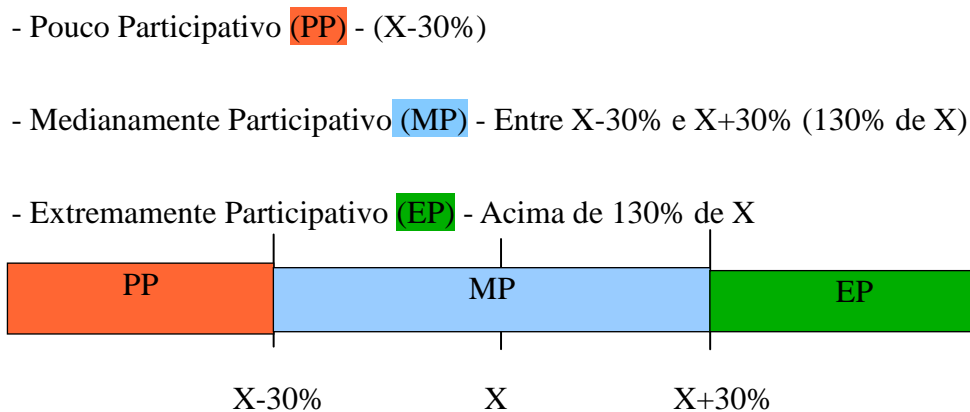 - Pouco Participativo (PP) - (X-30%)
- Medianamente Participativo (MP) - Entre X-30% e X+30% (130% de X)
- Extremamente Participativo (EP) - Acima de 130% de X
PP MP EP
X-30% X X+30%